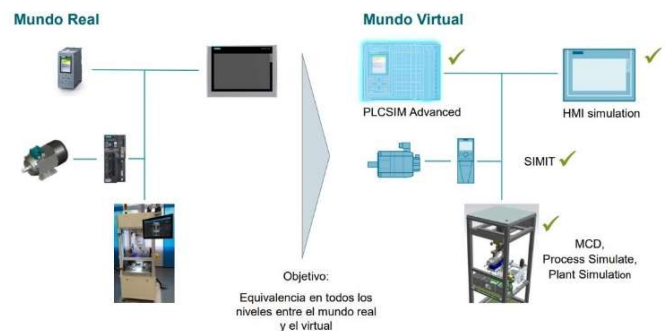 Mundo Real
Mundo Virtual
PLCSIM Advanced
HMI simulation
SIMIT
MCD,
Process Simulate,
Plant Simulation
Objetivo:
Equivalencia en todos los
niveles entre el mundo real
y el virtual